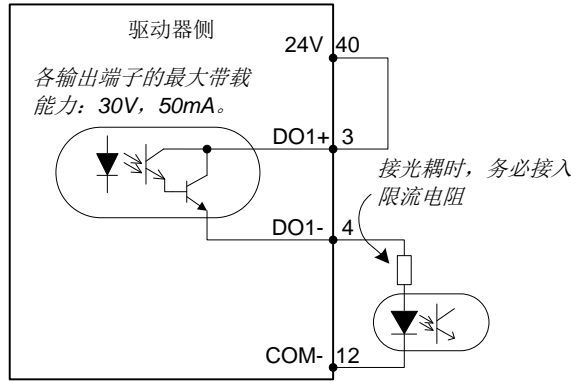 驱动器侧
24V 40
各输出端子的最大带载
能力：30V，50mA。
DO1+ 3
接光耦时，务必接入
限流电阻
DO1- 4
COM- 12